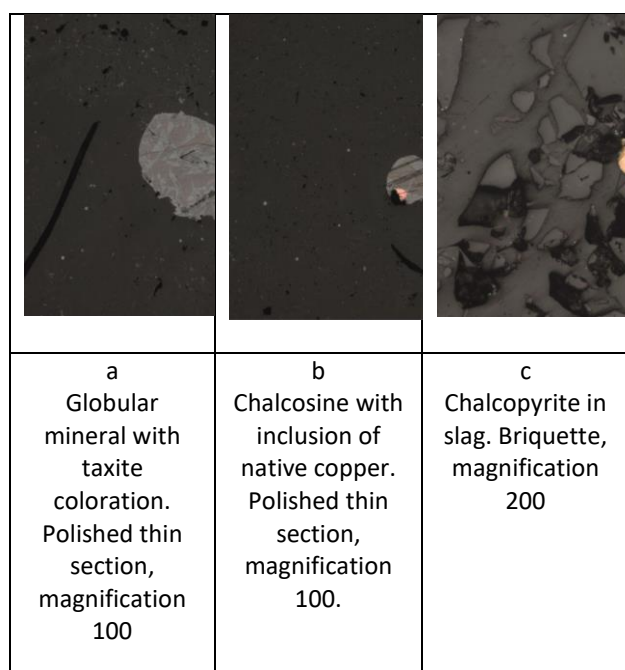 a
Globular
mineral with
taxite
coloration.
Polished thin
section,
magnification
100
b
Chalcosine with
inclusion of
native copper.
Polished thin
section,
magnification
100.
c
Chalcopyrite in
slag. Briquette,
magnification
200